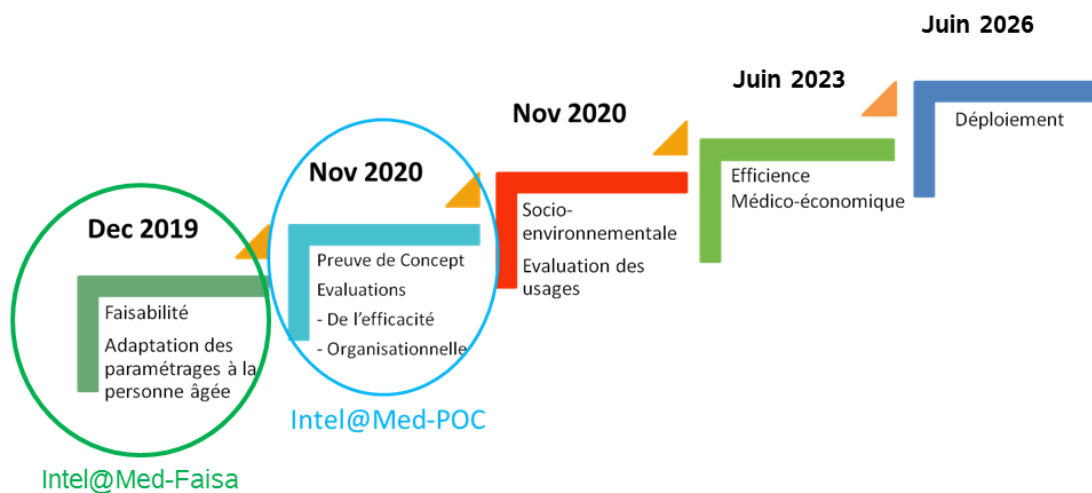 Dec 2019
Faisabilité
Adaptation des
paramétrages à la
personne âgée
Intel@Med-Faisa
Nov 2020
Preuve de Concept
Evaluations
- De l’efficacité
- Organisationnelle
Intel@Med-POC
Nov 2020
Socio-
environnementale
Evaluation des
usages
Juin 2023
Efficience
Médico-économique
Juin 2026
Déploiement